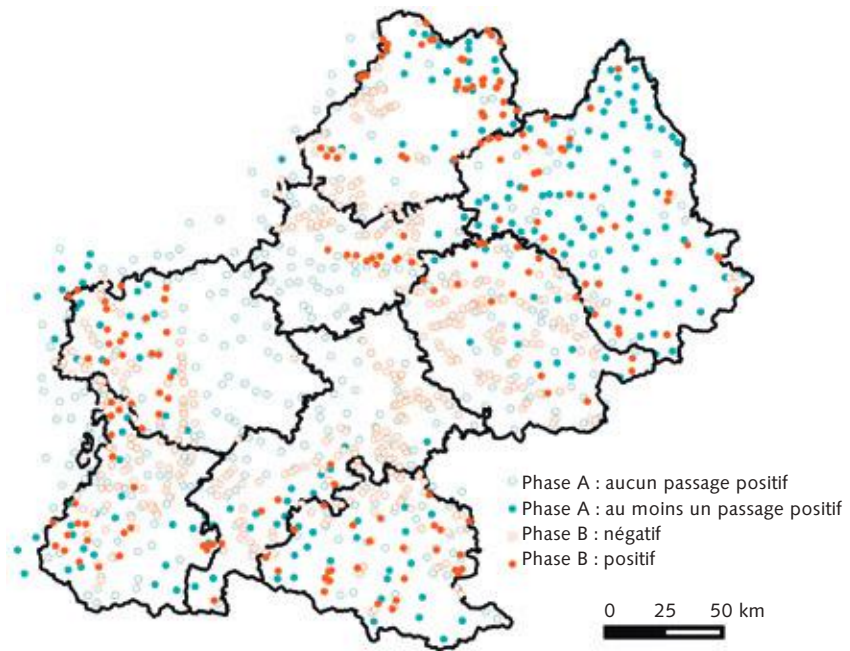 Phase A : aucun passage positif
Phase A : au moins un passage positif
Phase B : négatif
Phase B : positif
0 25 50 km